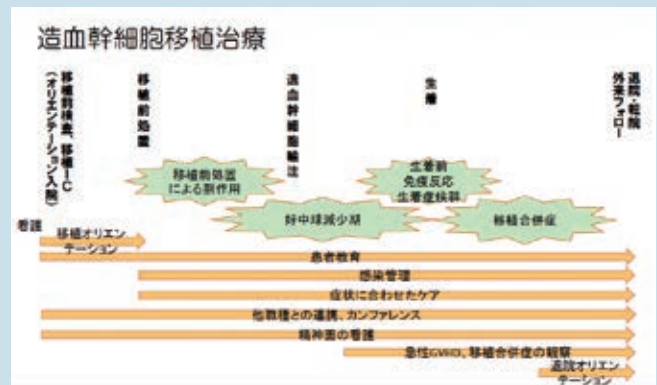 造血幹細胞移植治療
移植前検査、移植IC
(オリエンテーション入院)
移植前処置
造血幹細胞輸注
生着
退院・転院
外来フォロー
移植前処置
による副作用
好中球減少期
生着前
免疫反応
生着症候群
移植合併症
看護
移植オリエン
テーション
患者教育
感染管理
症状に合わせたケア
他職種との連携、カンファレンス
精神面の看護
急性GVHD、移植合併症の観察
退院オリエン
テーション